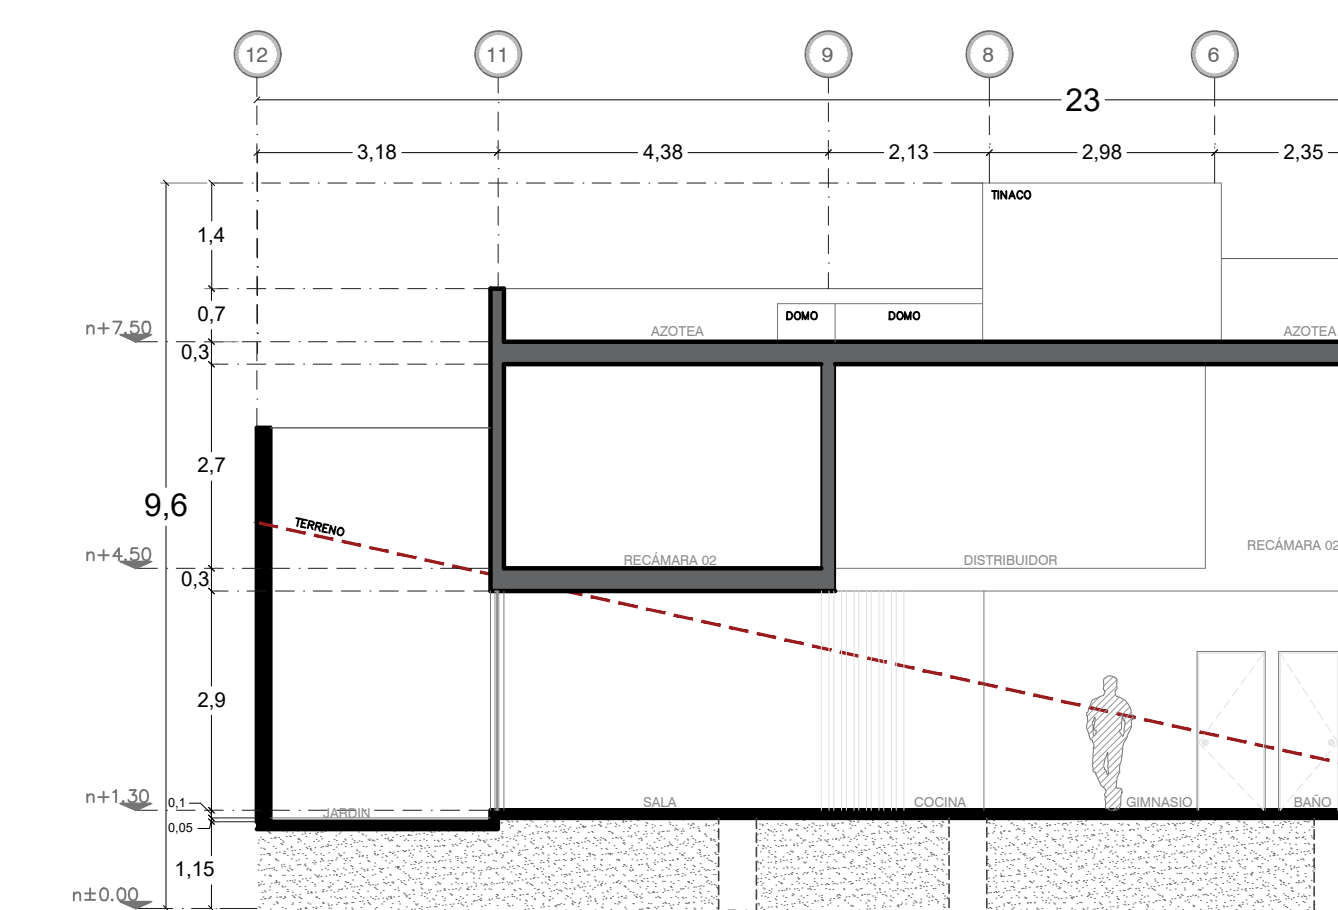 12 11 9 8 6
23
3,18 4,38 2,13 2,98 2,35
TINACO
1,4
0,7
DOMO DOMO
n+7.50 AZOTEA AZOTEA
0,3
2,7
9,6
TERRENO
n+4.50 RECÁMARA 02 DISTRIBUIDOR RECÁMARA 02
0,3
2,9
n+1.30 0,1 JARDIN SALA COCINA GIMNASIO BAÑO
0,05
1,15
n±0.00